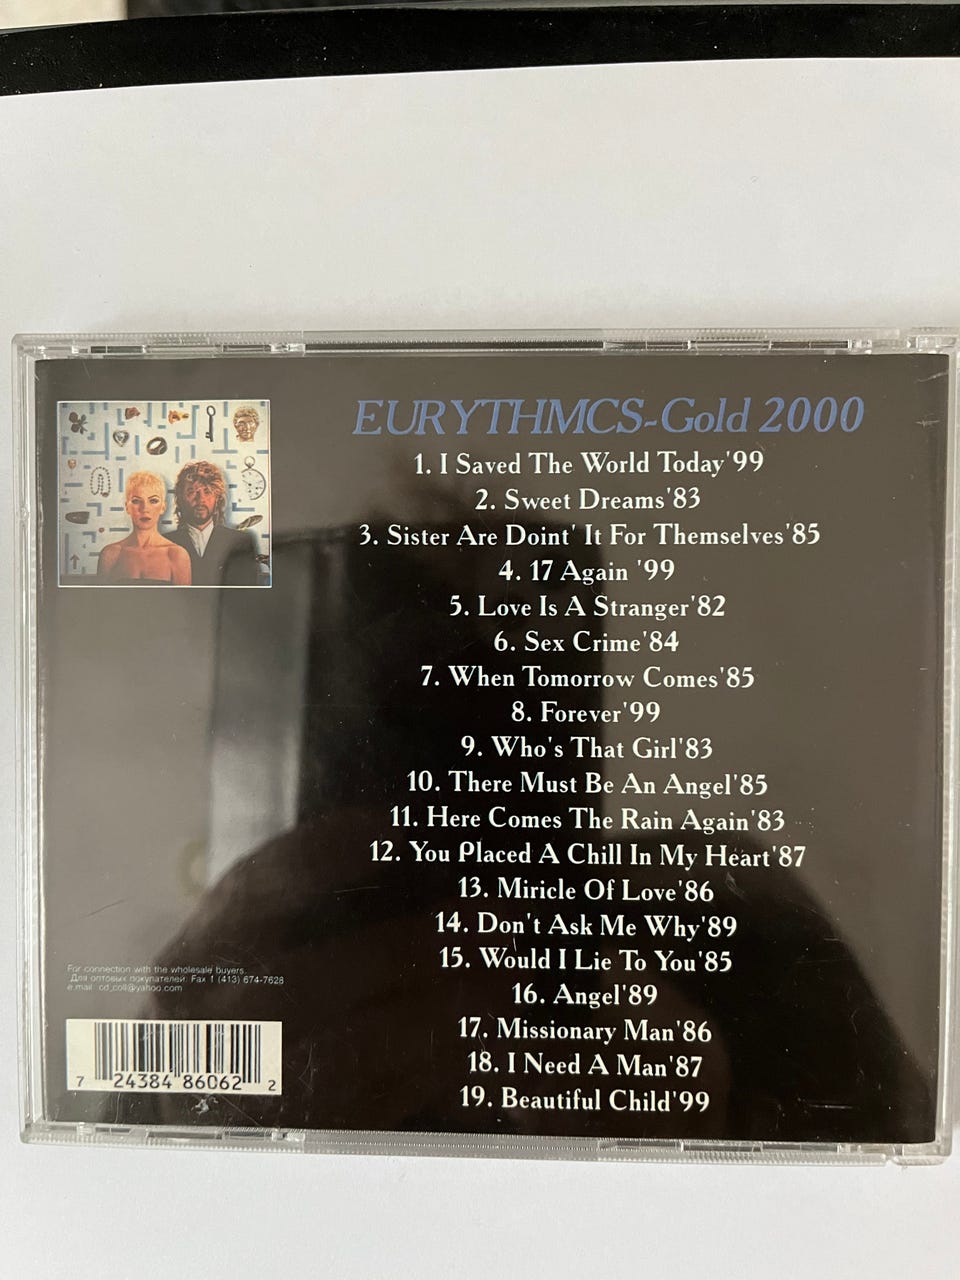 EURYTHMCS-Gold 2000
1. I Saved The World Today'99
2. Sweet Dreams'83
3. Sister Are Doint' It For Themselves'85
4. 17 Again '99
5. Love Is A Stranger'82
6. Sex Crime'84
7. When Tomorrow Comes'85
8. Forever'99
9. Who's That Girl'83
10. There Must Be An Angel'85
11. Here Comes The Rain Again'83
12. You Placed A Chill In My Heart'87
13. Miricle Of Love'86
14. Don't Ask Me Why'89
15. Would I Lie To You'85
16. Angel'89
17. Missionary Man'86
18. I Need A Man'87
19. Beautiful Child'99
For connection with the wholesale buyers.
Для оптовых покупателей: Fax 1 (413) 674-7628
e.mail: cd_coll@yahoo.com
7 24384 86062 2